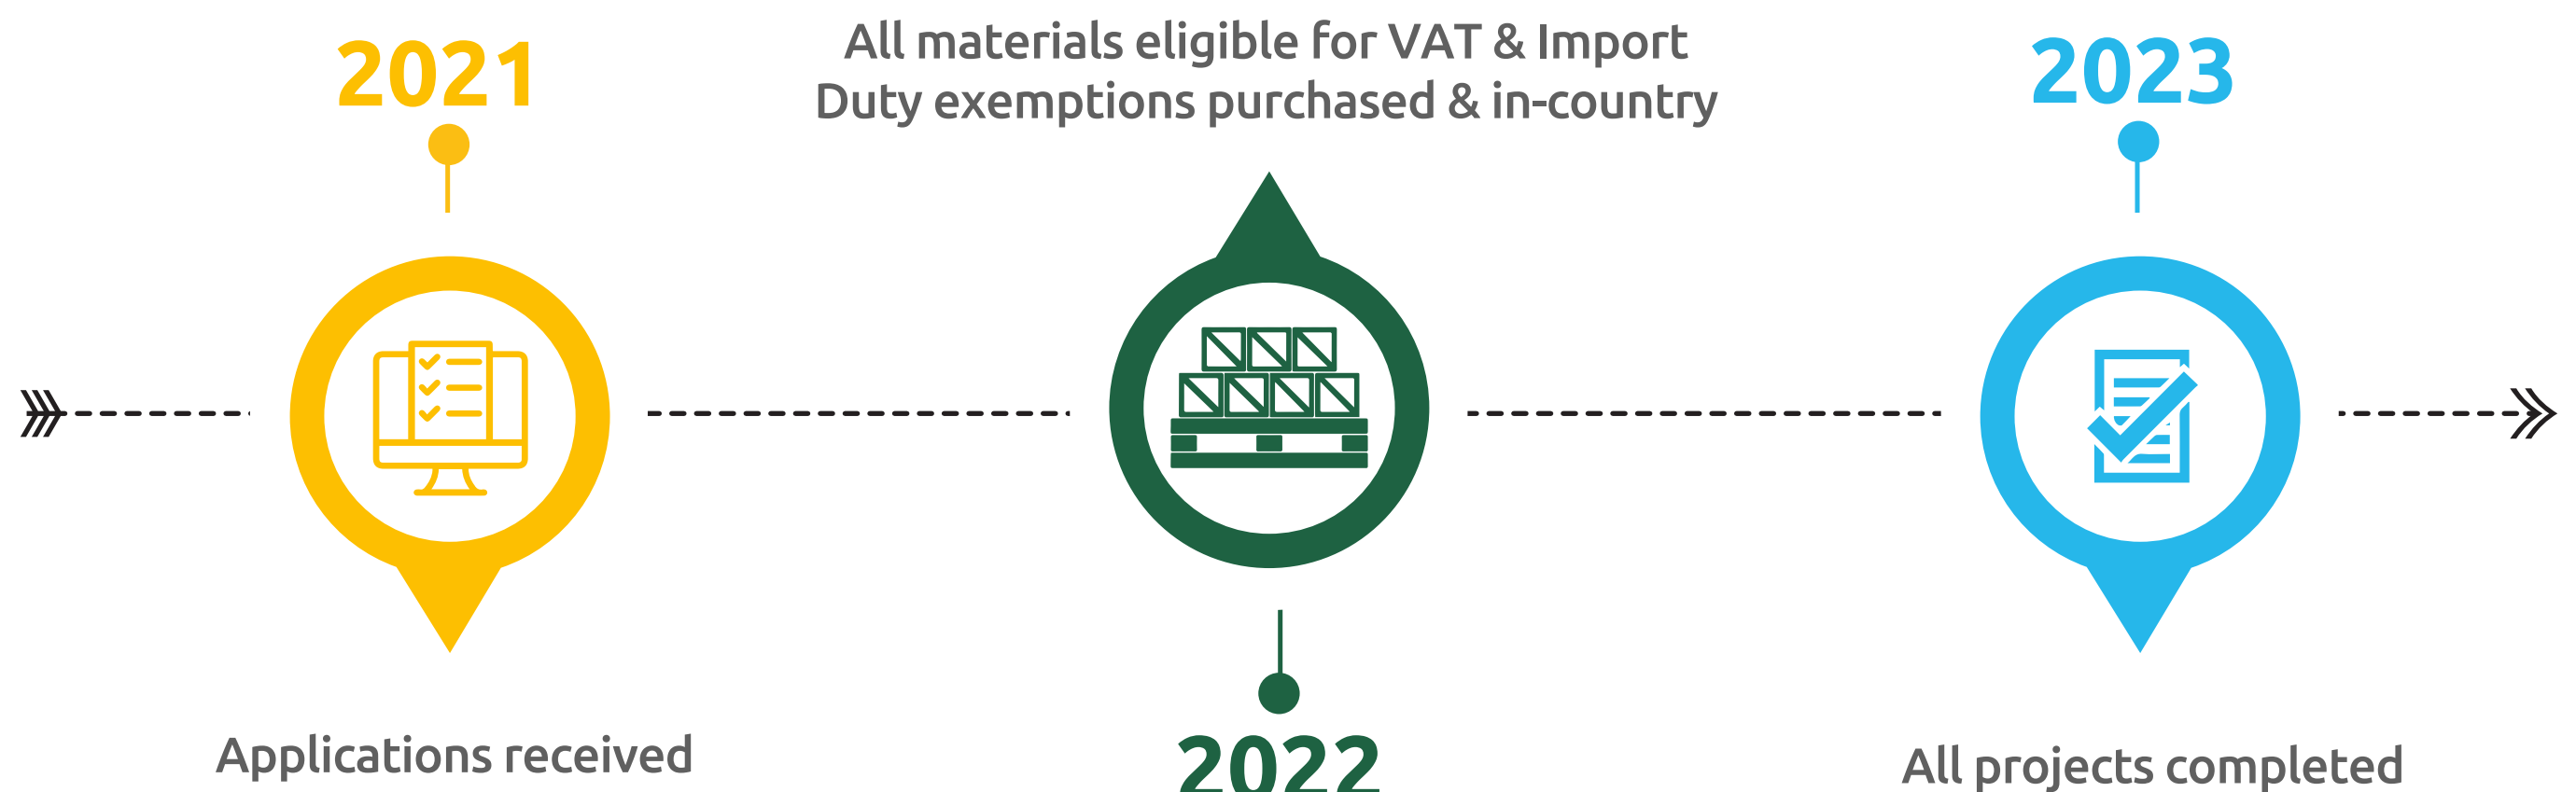 2021
Applications received
All materials eligible for VAT & Import
Duty exemptions purchased & in-country
2022
2023
All projects completed